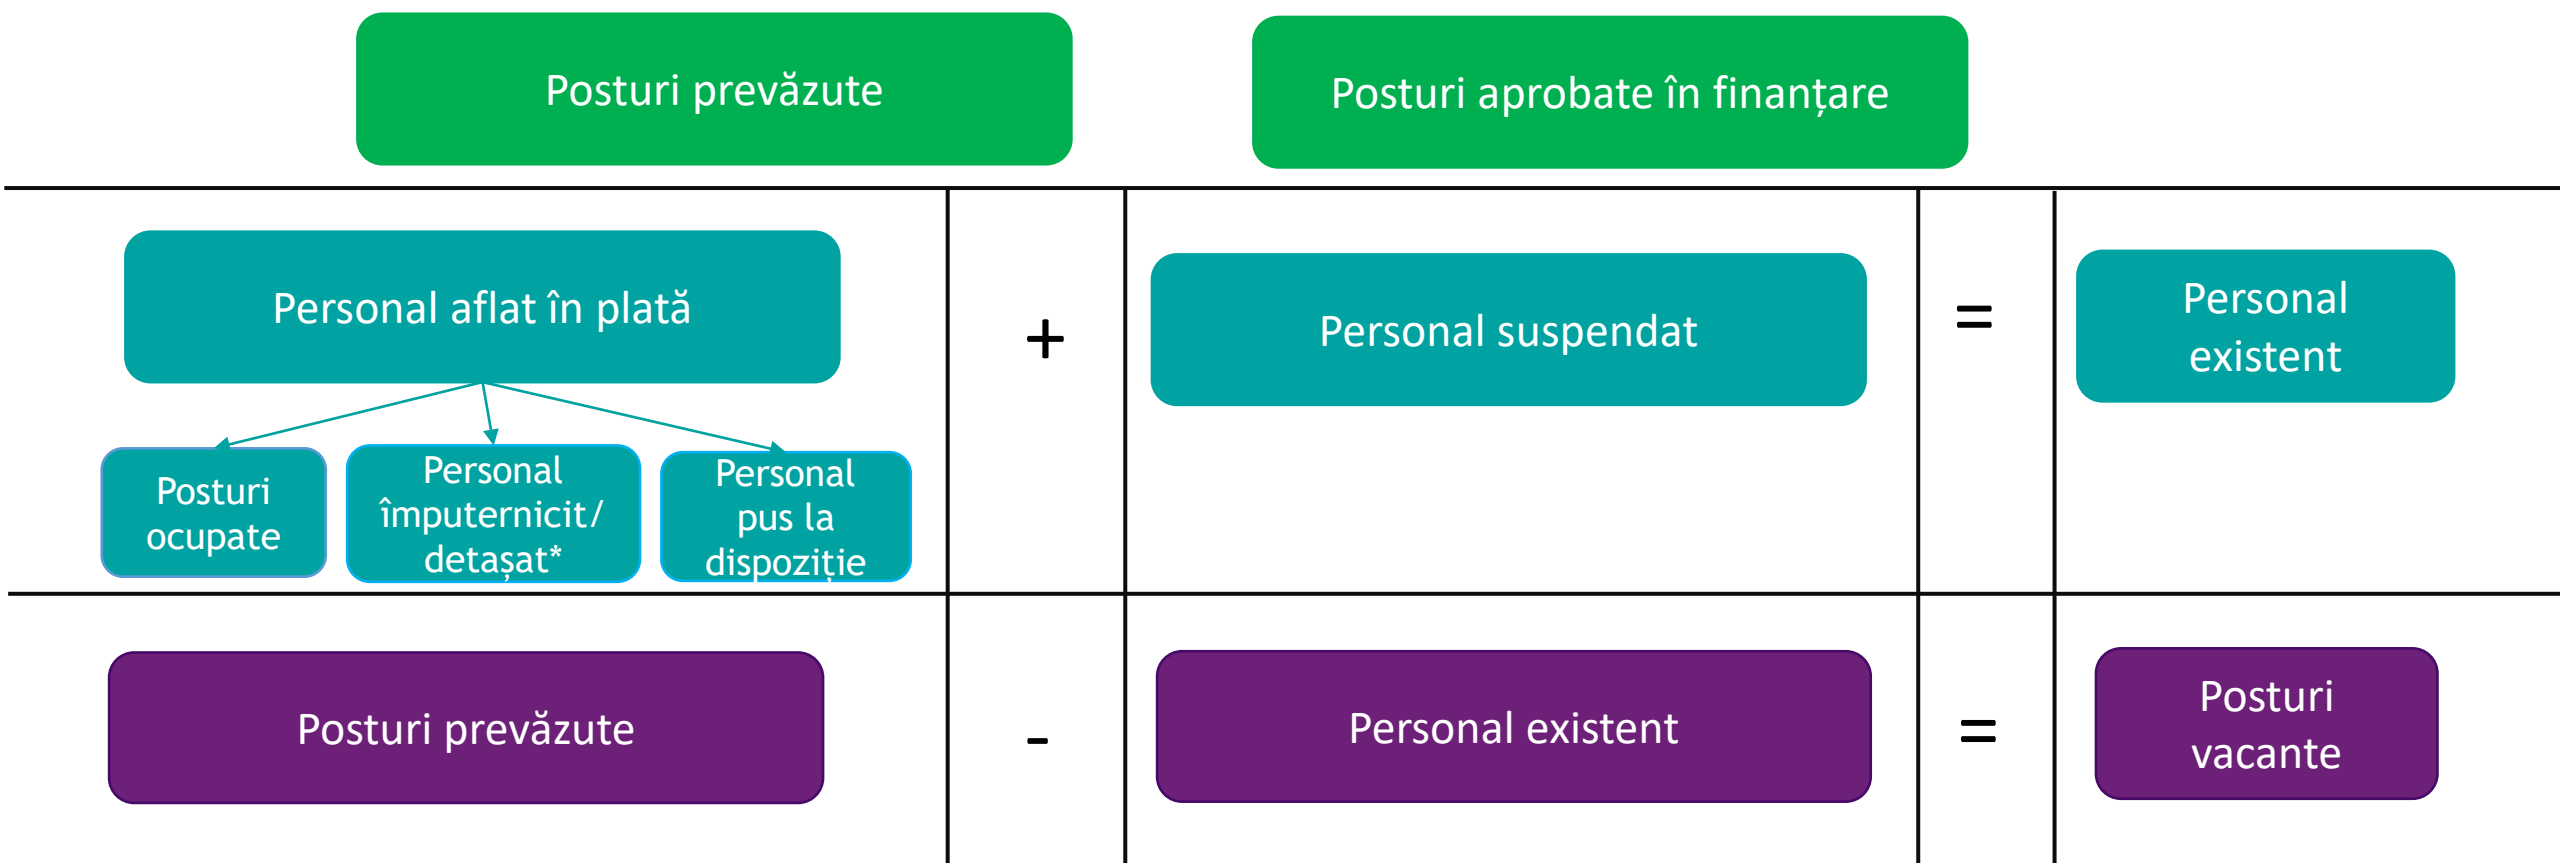 Posturi prevăzute
Posturi aprobate în finanțare
Personal aflat în plată
+
Personal suspendat
=
Personal
existent
Posturi
ocupate
Personal
împuternicit/
detașat*
Personal
pus la
dispoziție
Posturi prevăzute
-
Personal existent
=
Posturi
vacante